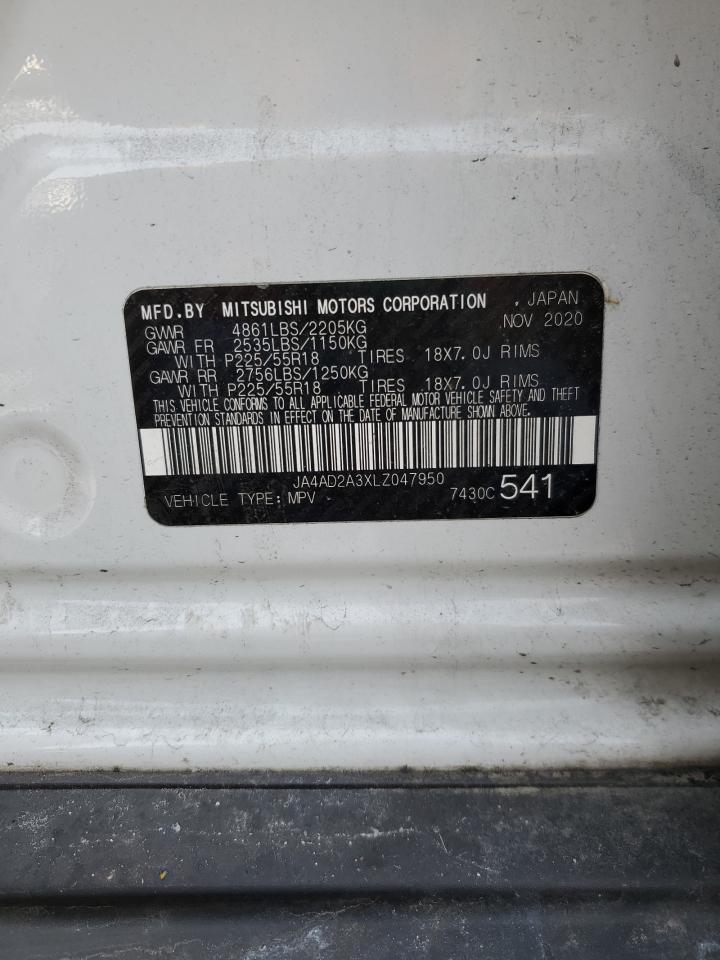 MFD.BY MITSUBISHI MOTORS CORPORATION , JAPAN
GWWR 4861LBS/2205KG NOV 2020
GAWR FR 2535LBS/1150KG
WITH P225/55R18 TIRES 18X7.0J RIMS
GAWR RR 2756LBS/1250KG
WITH P225/55R18 TIRES 18X7.0J RIMS
THIS VEHICLE CONFORMS TO ALL APPLICABLE FEDERAL MOTOR VEHICLE SAFETY AND THEFT
PREVENTION STANDARDS IN EFFECT ON THE DATE OF MANUFACTURE SHOWN ABOVE.
JA4AD2A3XLZ047950
VEHICLE TYPE: MPV 7430C 541